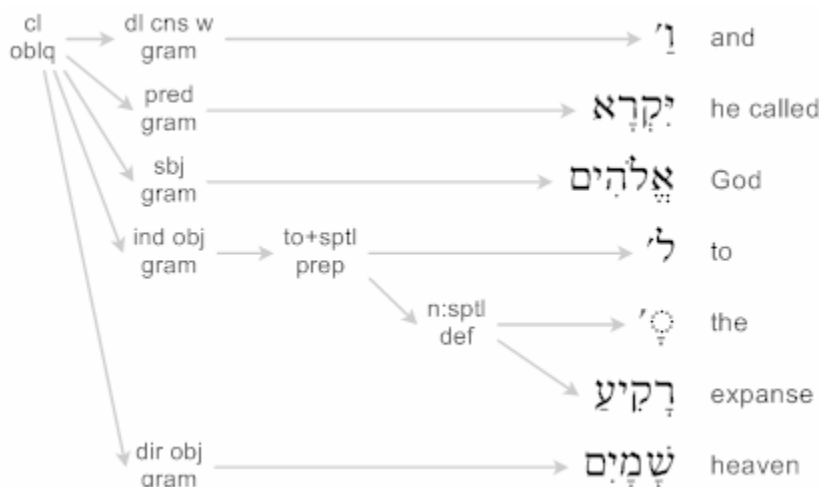 cl
oblq
dl cns w
gram
וַ׳ and
pred
gram
יִּקְרָא he called
sbj
gram
אֱלֹהִים God
ind obj
gram
to+sptl
prep
לְ׳ to
n:sptl
def
◌ָ׳ the
רָקִיעַ expanse
dir obj
gram
שָׁמָיִם heaven